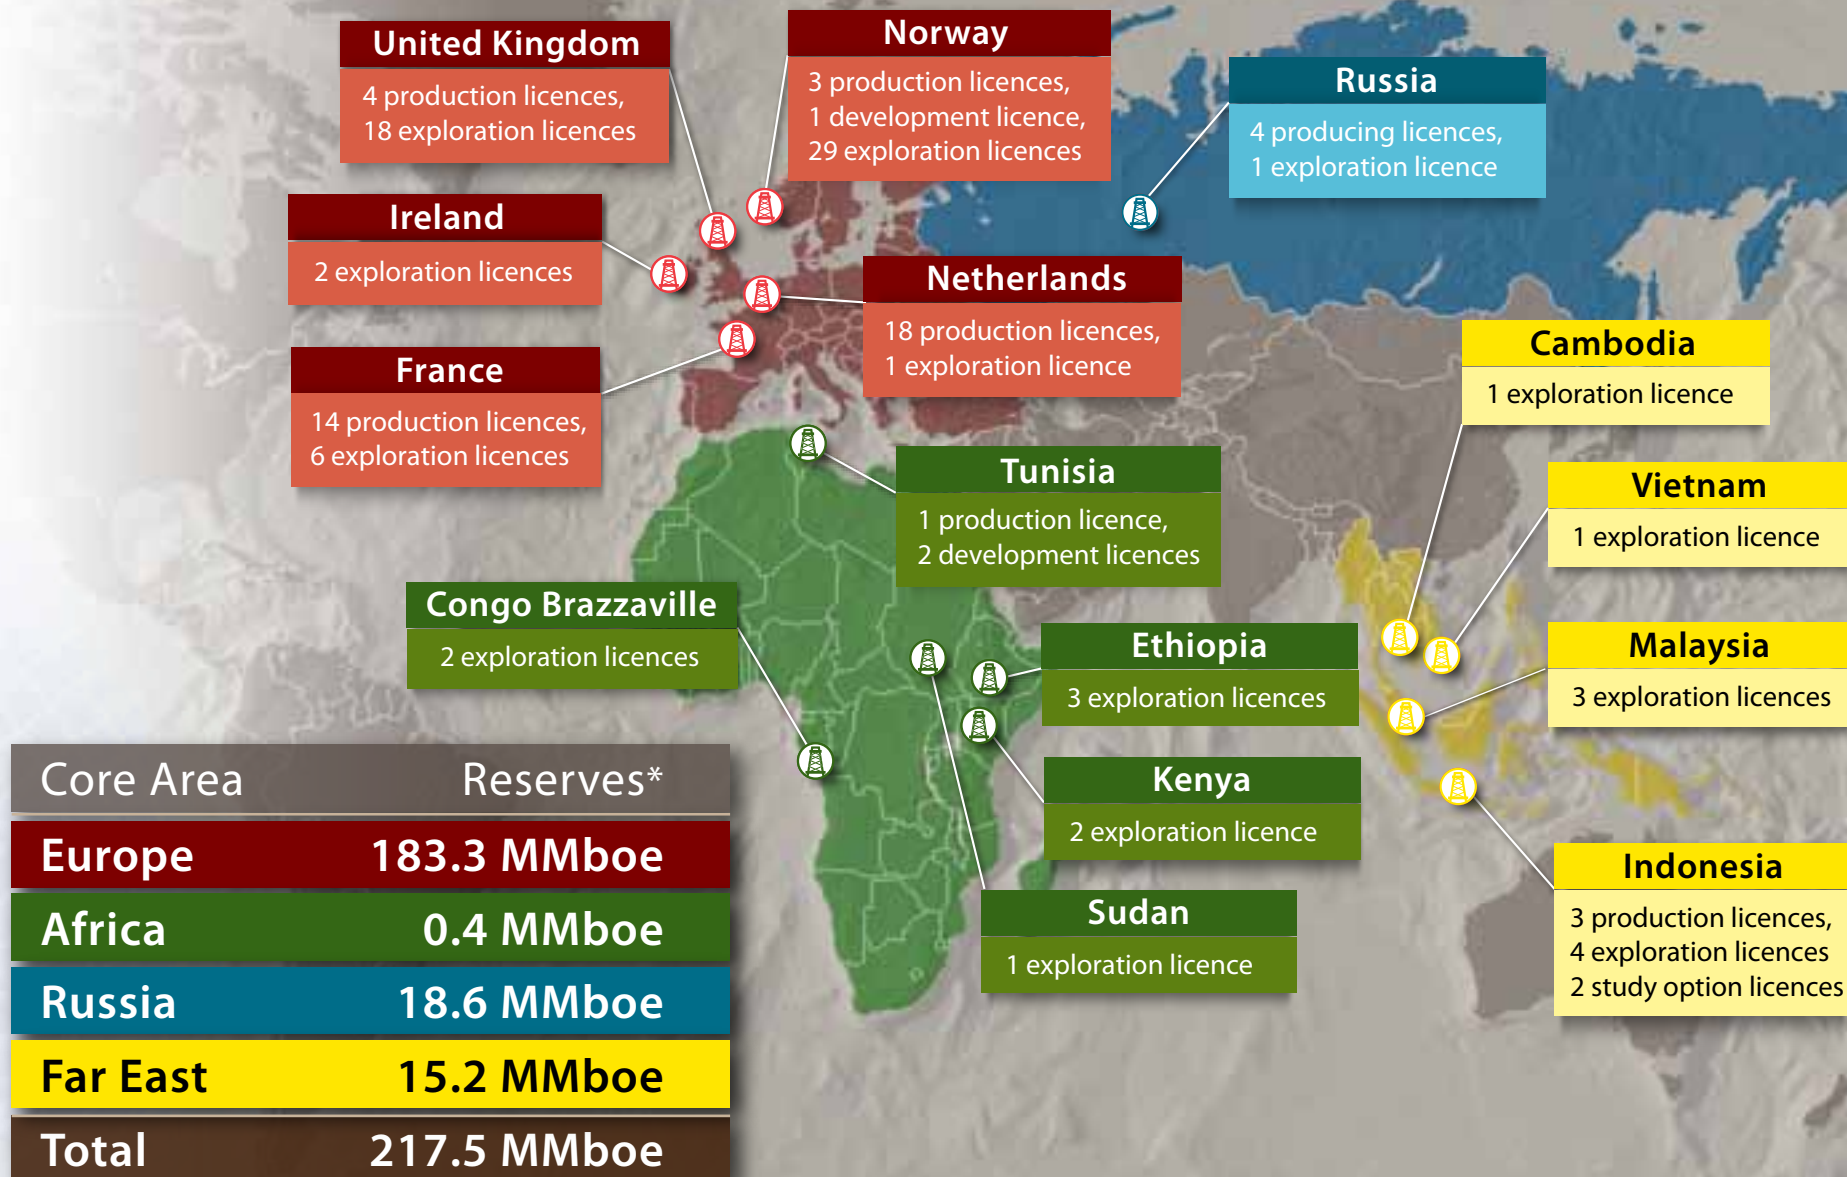 United Kingdom
4 production licences,
18 exploration licences
Norway
3 production licences,
1 development licence,
29 exploration licences
Russia
4 producing licences,
1 exploration licence
Ireland
2 exploration licences
Netherlands
18 production licences,
1 exploration licence
France
14 production licences,
6 exploration licences
Cambodia
1 exploration licence
Tunisia
1 production licence,
2 development licences
Vietnam
1 exploration licence
Congo Brazzaville
2 exploration licences
Ethiopia
3 exploration licences
Malaysia
3 exploration licences
Kenya
2 exploration licence
Sudan
1 exploration licence
Indonesia
3 production licences,
4 exploration licences
2 study option licences
Core Area Reserves*
Europe 183.3 MMboe
Africa 0.4 MMboe
Russia 18.6 MMboe
Far East 15.2 MMboe
Total 217.5 MMboe